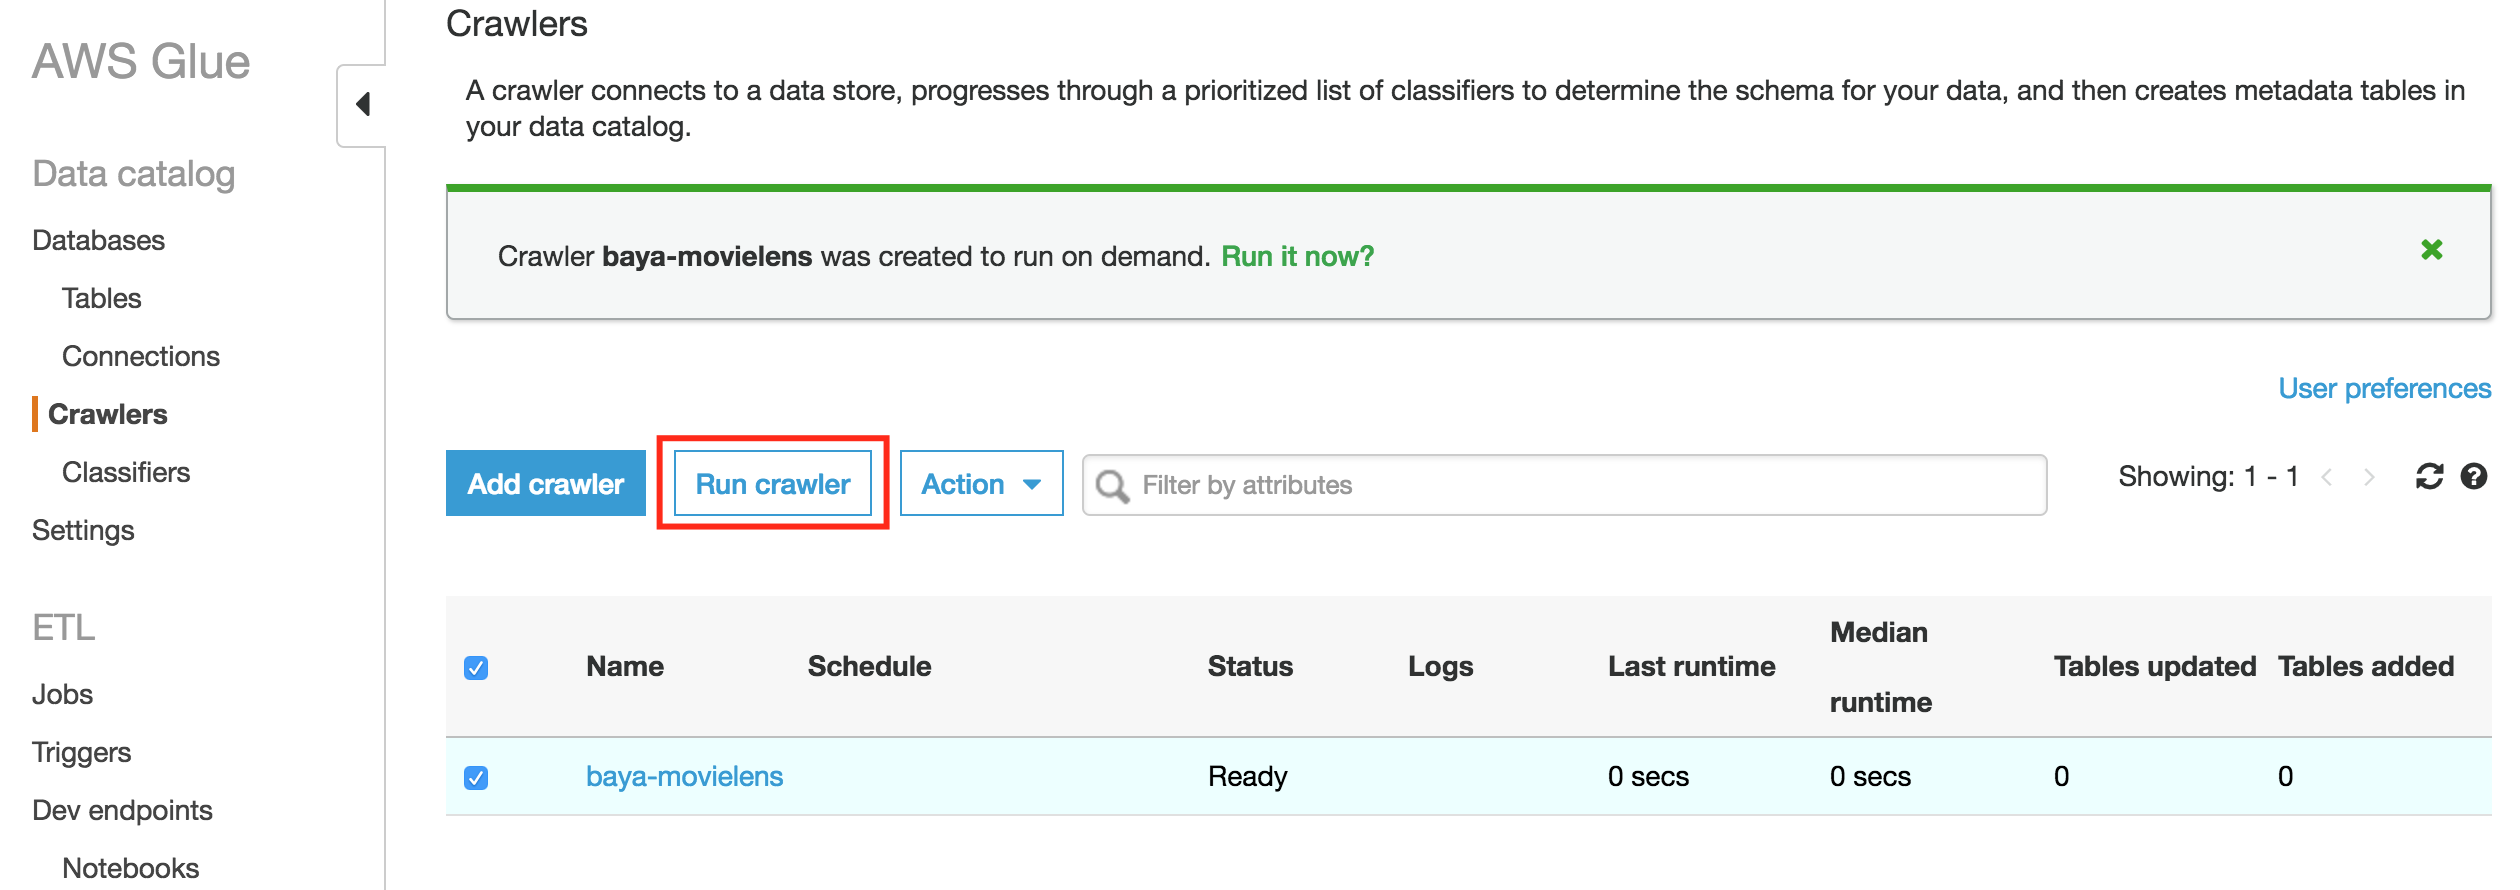 AWS Glue
Data catalog
Databases
Tables
Connections
Crawlers
Classifiers
Settings
ETL
Jobs
Triggers
Dev endpoints
Notebooks
Crawlers
A crawler connects to a data store, progresses through a prioritized list of classifiers to determine the schema for your data, and then creates metadata tables in
your data catalog.
Crawler baya-movielens was created to run on demand. Run it now?
User preferences
Add crawler Run crawler Action Filter by attributes Showing: 1 - 1
Name Schedule Status Logs Last runtime Median runtime Tables updated Tables added
baya-movielens Ready 0 secs 0 secs 0 0